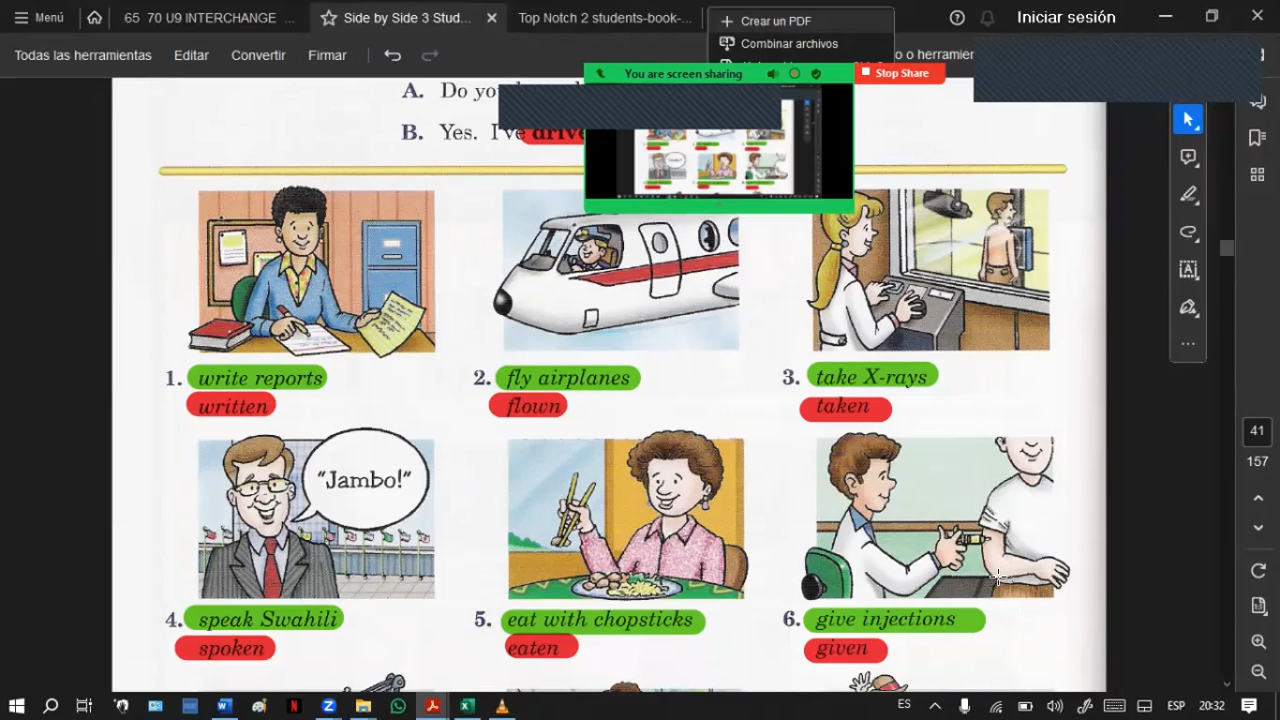 65 70 U9 INTERCHANGE ...
Side by Side 3 Stud...
Top Notch 2 students-book-...
Crear un PDF
Iniciar sesión
Combinar archivos
Menú
Todas las herramientas
Editar
Convertir
Firmar
o herramien
You are screen sharing
Stop Share
A. Do you
B. Yes. I've drive
1. write reports
written
2. fly airplanes
flown
3. take X-rays
taken
"Jambo!"
4. speak Swahili
spoken
5. eat with chopsticks
eaten
6. give injections
given
41
157
ES
ESP
20:32